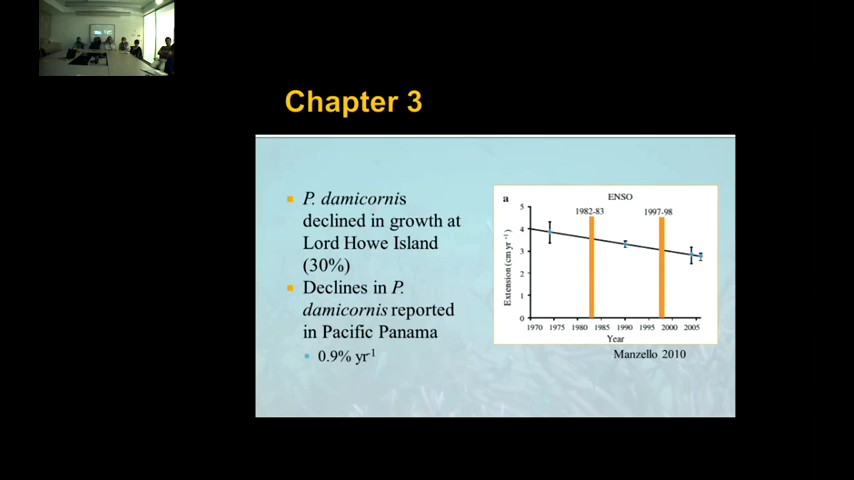 Chapter 3
P. damicornis
declined in growth at
Lord Howe Island
(30%)
Declines in P.
damicornis reported
in Pacific Panama
0.9% yr-1
a
ENSO
1982-83
1997-98
Extension (cm yr -1)
5
4
3
2
1
0
1970 1975 1980 1985 1990 1995 2000 2005
Year
Manzello 2010